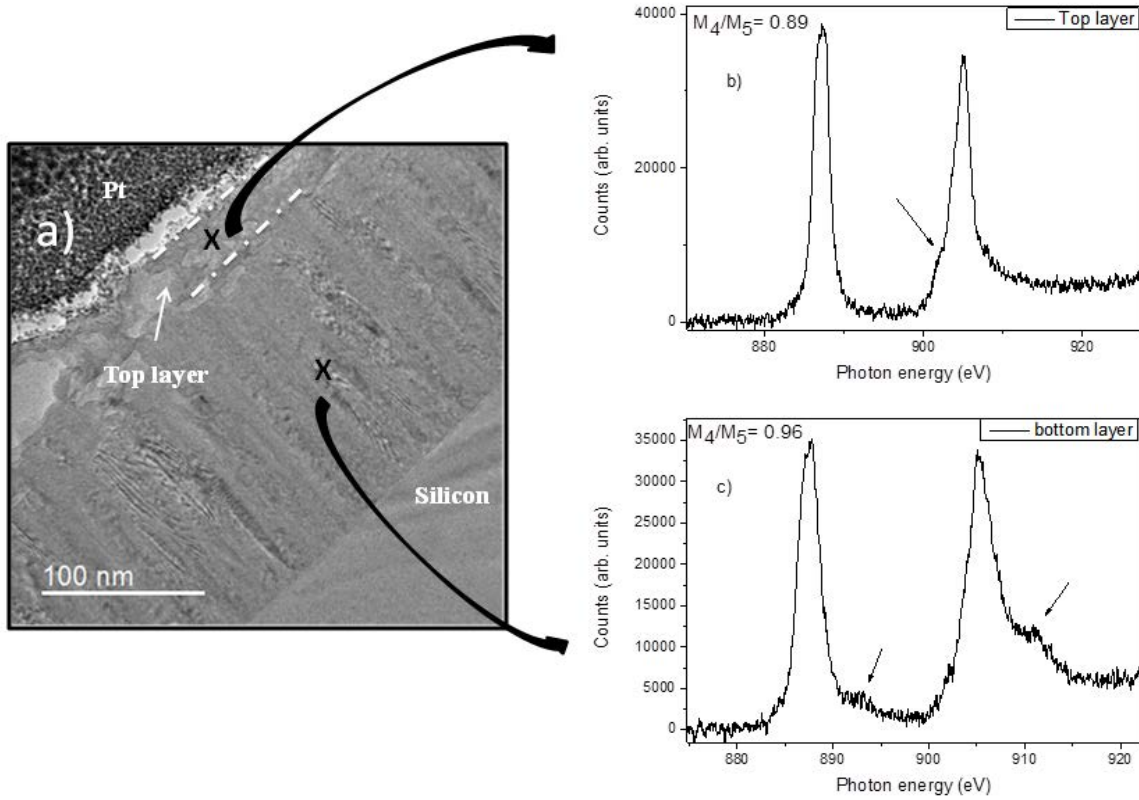 Pt
a)
X
Top layer
X
Silicon
100 nm
M4/M5= 0.89
Top layer
b)
40000
20000
0
Counts (arb. units)
880
900
920
Photon energy (eV)
M4/M5= 0.96
bottom layer
c)
35000
30000
25000
20000
15000
10000
5000
0
Counts (arb. units)
880
890
900
910
920
Photon energy (eV)